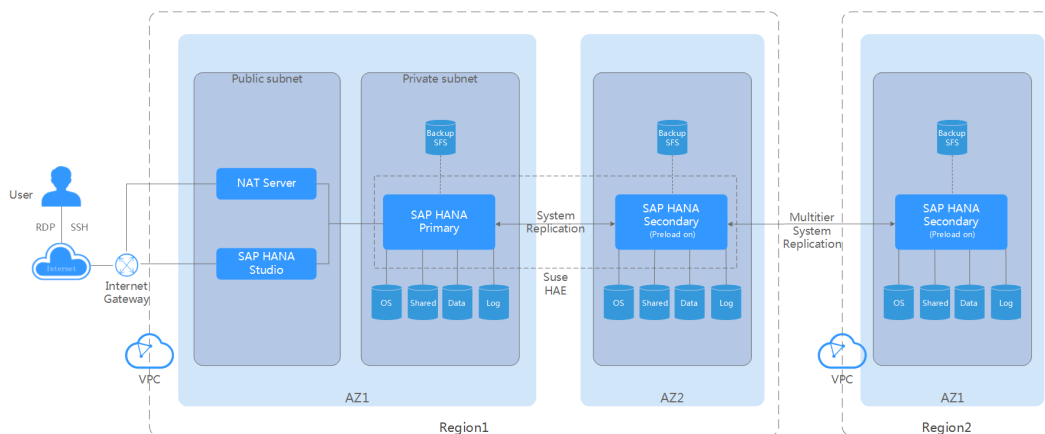 Public subnet
Private subnet
Backup
SFS
Backup
SFS
Backup
SFS
User
RDP
SSH
Internet
Internet
Gateway
NAT Server
SAP HANA
Studio
SAP HANA
Primary
System
Replication
SAP HANA
Secondary
(Preload on)
Multitier
System
Replication
SAP HANA
Secondary
(Preload on)
Suse
HAE
OS
Shared
Data
Log
OS
Shared
Data
Log
OS
Shared
Data
Log
VPC
VPC
AZ1
AZ2
AZ1
Region1
Region2